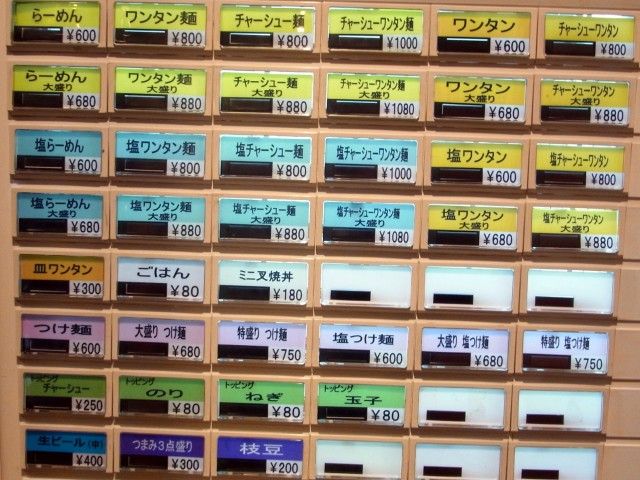 らーめん
¥600
ワンタン麺
¥800
チャーシュー麺
¥800
チャーシューワンタン麺
¥1000
ワンタン
¥600
チャーシューワンタン
¥800
らーめん
大盛り
¥680
ワンタン麺
大盛り
¥880
チャーシュー麺
大盛り
¥880
チャーシューワンタン麺
大盛り
¥1080
ワンタン
大盛り
¥680
チャーシューワンタン
大盛り
¥880
塩らーめん
¥600
塩ワンタン麺
¥800
塩チャーシュー麺
¥800
塩チャーシューワンタン麺
¥1000
塩ワンタン
¥600
塩チャーシューワンタン
¥800
塩らーめん
大盛り
¥680
塩ワンタン麺
大盛り
¥880
塩チャーシュー麺
大盛り
¥880
塩チャーシューワンタン麺
大盛り
¥1080
塩ワンタン
大盛り
¥680
塩チャーシューワンタン
大盛り
¥880
皿ワンタン
¥300
ごはん
¥80
ミニ叉焼丼
¥180
つけ麺
¥600
大盛り つけ麺
¥680
特盛り つけ麺
¥750
塩つけ麺
¥600
大盛り 塩つけ麺
¥680
特盛り 塩つけ麺
¥750
トッピング
チャーシュー
¥250
トッピング
のり
¥80
トッピング
ねぎ
¥80
トッピング
玉子
¥80
生ビール(中)
¥400
つまみ3点盛り
¥300
枝豆
¥200